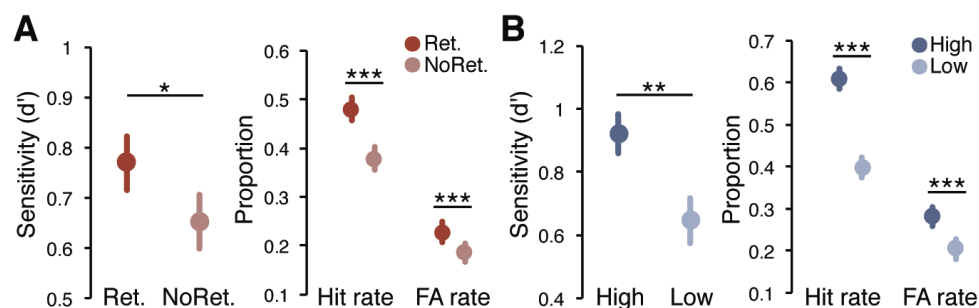 A
Sensitivity (d')
1
0.9
0.8
0.7
0.6
0.5
*
Ret. NoRet.
Proportion
0.6
0.5
0.4
0.3
0.2
0.1
Ret.
NoRet.
***
***
Hit rate FA rate
B
Sensitivity (d')
1.2
1
0.8
0.6
0.4
**
High Low
Proportion
0.7
0.6
0.5
0.4
0.3
0.2
0.1
High
Low
***
***
Hit rate FA rate